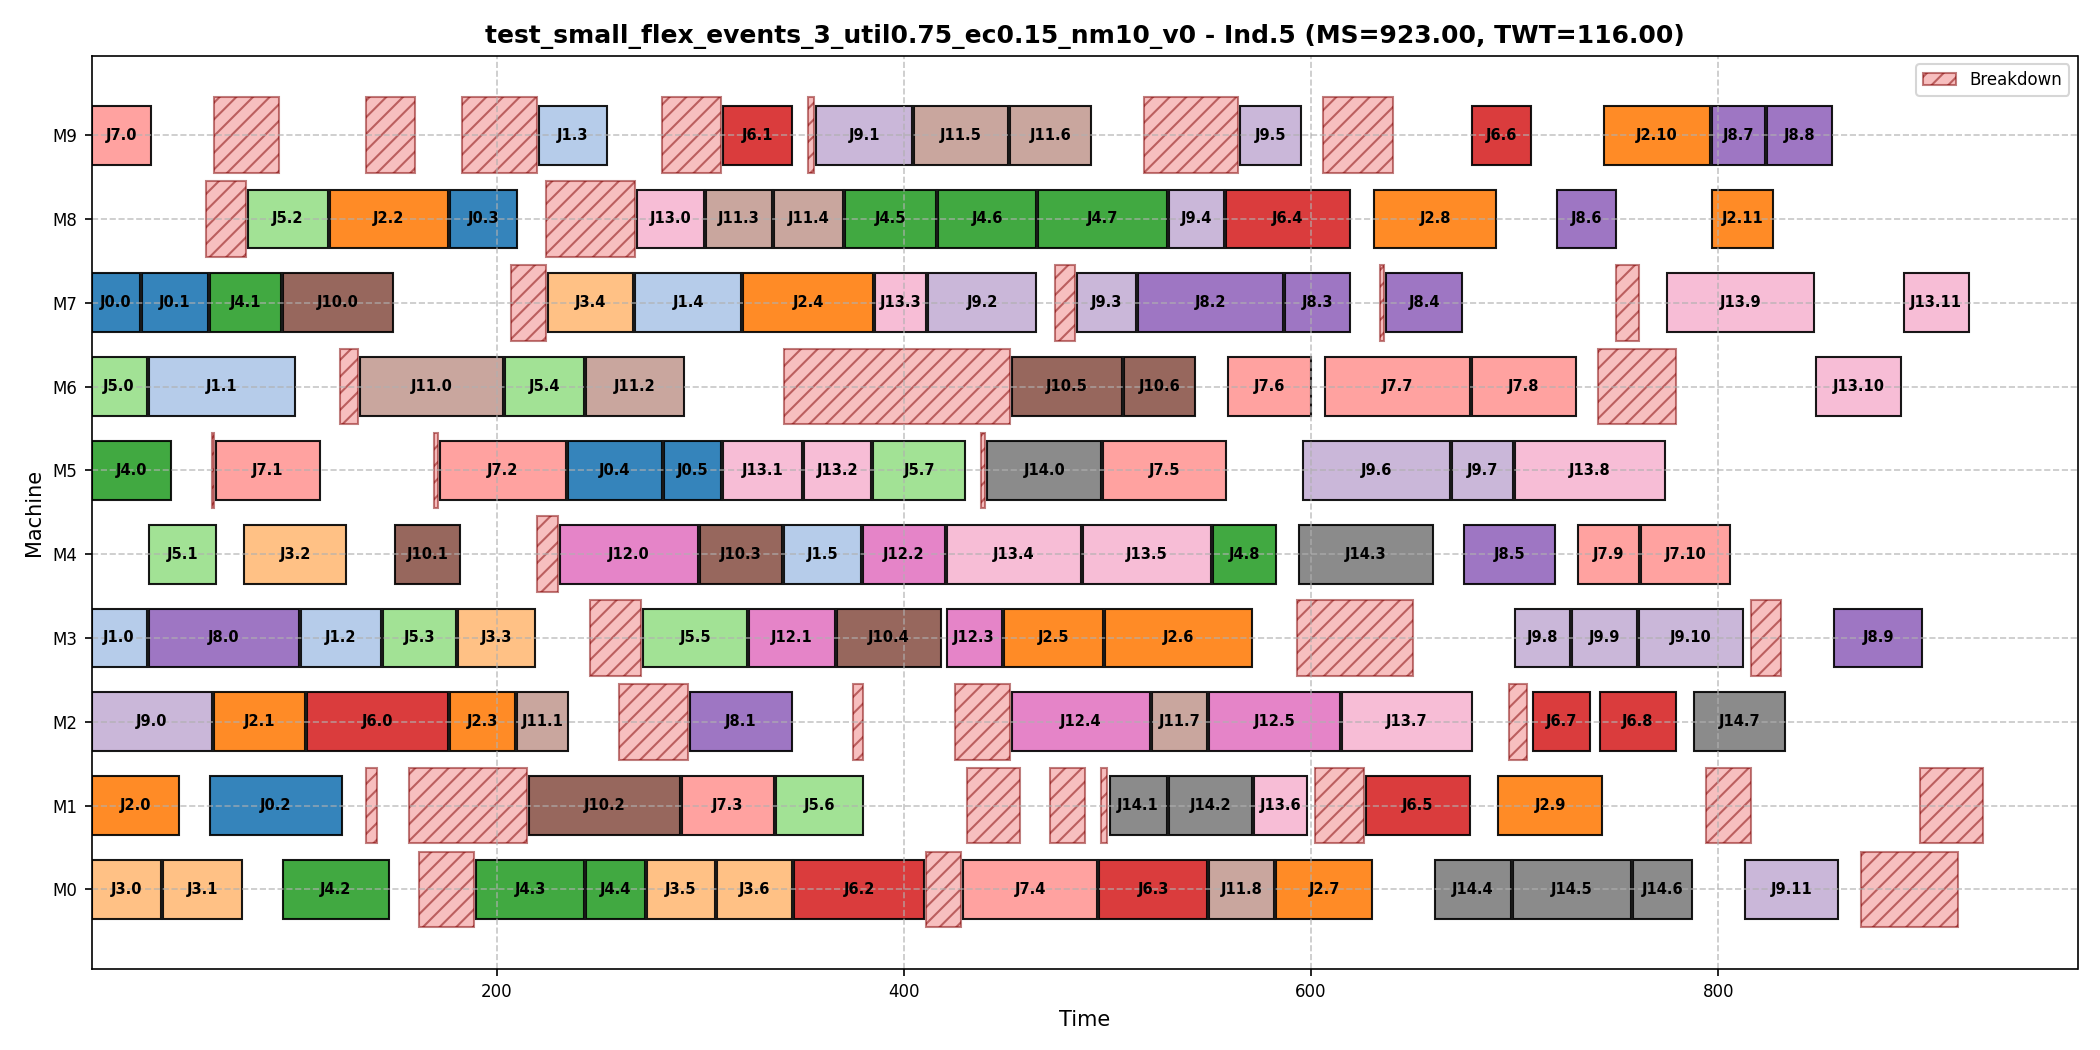 test_small_flex_events_3_util0.75_ec0.15_nm10_v0 - Ind.5 (MS=923.00, TWT=116.00)
Breakdown
M9 J7.0 J1.3 J6.1 J9.1 J11.5 J11.6 J9.5 J6.6 J2.10 J8.7 J8.8
M8 J5.2 J2.2 J0.3 J13.0 J11.3 J11.4 J4.5 J4.6 J4.7 J9.4 J6.4 J2.8 J8.6 J2.11
M7 J0.0 J0.1 J4.1 J10.0 J3.4 J1.4 J2.4 J13.3 J9.2 J9.3 J8.2 J8.3 J8.4 J13.9 J13.11
M6 J5.0 J1.1 J11.0 J5.4 J11.2 J10.5 J10.6 J7.6 J7.7 J7.8 J13.10
M5 J4.0 J7.1 J7.2 J0.4 J0.5 J13.1 J13.2 J5.7 J14.0 J7.5 J9.6 J9.7 J13.8
M4 J5.1 J3.2 J10.1 J12.0 J10.3 J1.5 J12.2 J13.4 J13.5 J4.8 J14.3 J8.5 J7.9 J7.10
M3 J1.0 J8.0 J1.2 J5.3 J3.3 J5.5 J12.1 J10.4 J12.3 J2.5 J2.6 J9.8 J9.9 J9.10 J8.9
M2 J9.0 J2.1 J6.0 J2.3 J11.1 J8.1 J12.4 J11.7 J12.5 J13.7 J6.7 J6.8 J14.7
M1 J2.0 J0.2 J10.2 J7.3 J5.6 J14.1 J14.2 J13.6 J6.5 J2.9
M0 J3.0 J3.1 J4.2 J4.3 J4.4 J3.5 J3.6 J6.2 J7.4 J6.3 J11.8 J2.7 J14.4 J14.5 J14.6 J9.11
Machine
200 400 600 800
Time